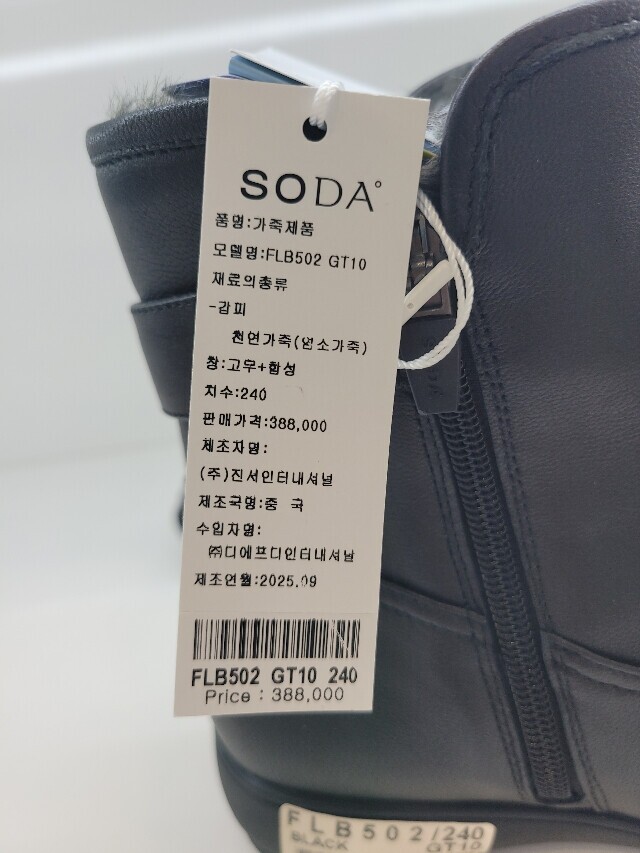 SODA
품명:가죽제품
모델명:FLB502 GT10
재료의종류
-갑피
천연가죽(염소가죽)
창:고무+합성
치수:240
판매가격:388,000
제조자명:
(주)진서인터내셔널
제조국명:중 국
수입자명:
㈜디에프디인터내셔날
제조연월:2025.09
FLB502 GT10 240
Price : 388,000
FLB502/240
BLACK GT10